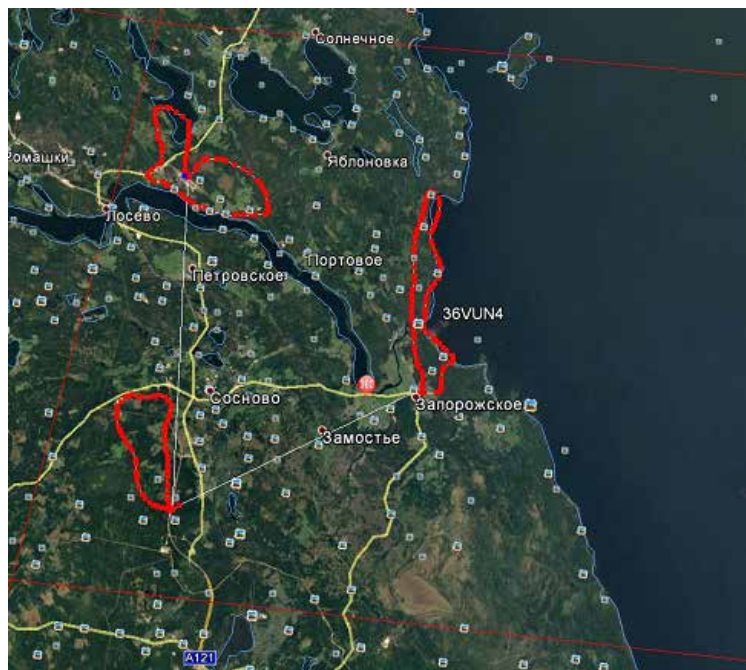 Солнечное
Ромашки
Яблоновка
Лосево
Петровское
Портовое
36VUN4
Сосново
Запорожское
Замостье
A121